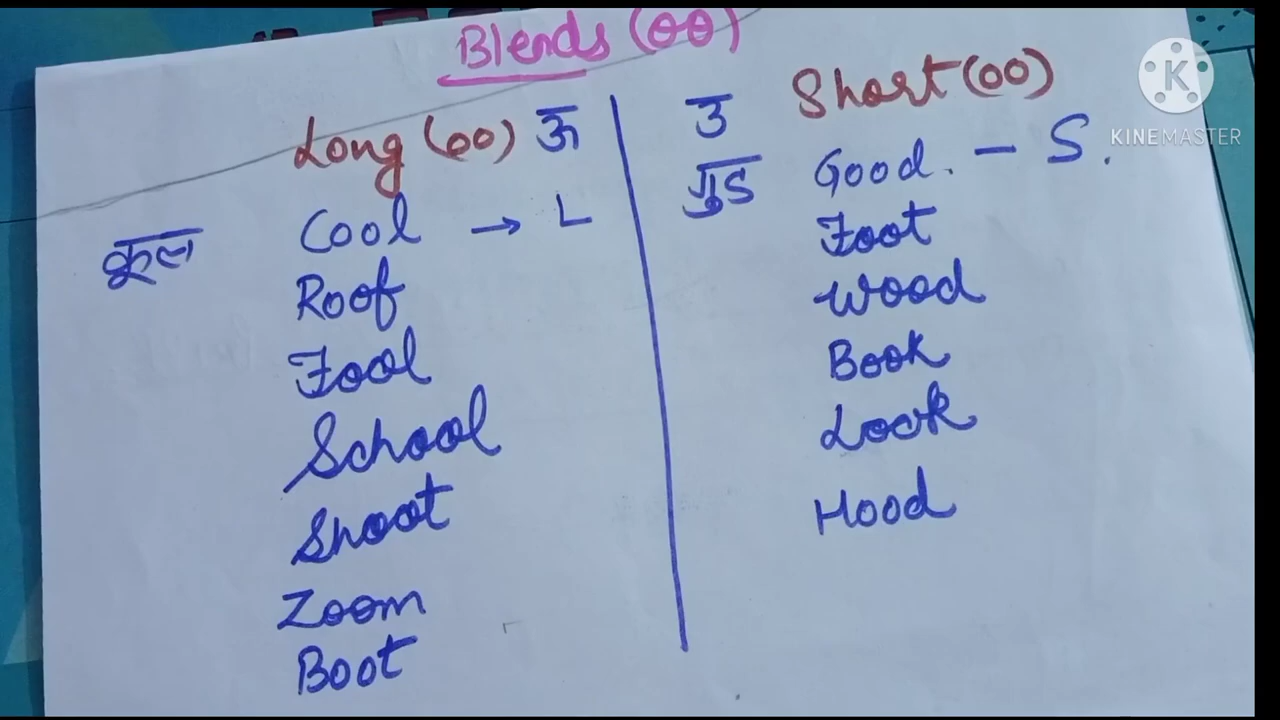 Blends (oo)
Long (oo) ऊ
कूल Cool → L
Roof
Fool
School
Shoot
Zoom
Boot
उ Short (oo)
गुड Good. – S.
Foot
Wood
Book
Look
Hood
KINEMASTER